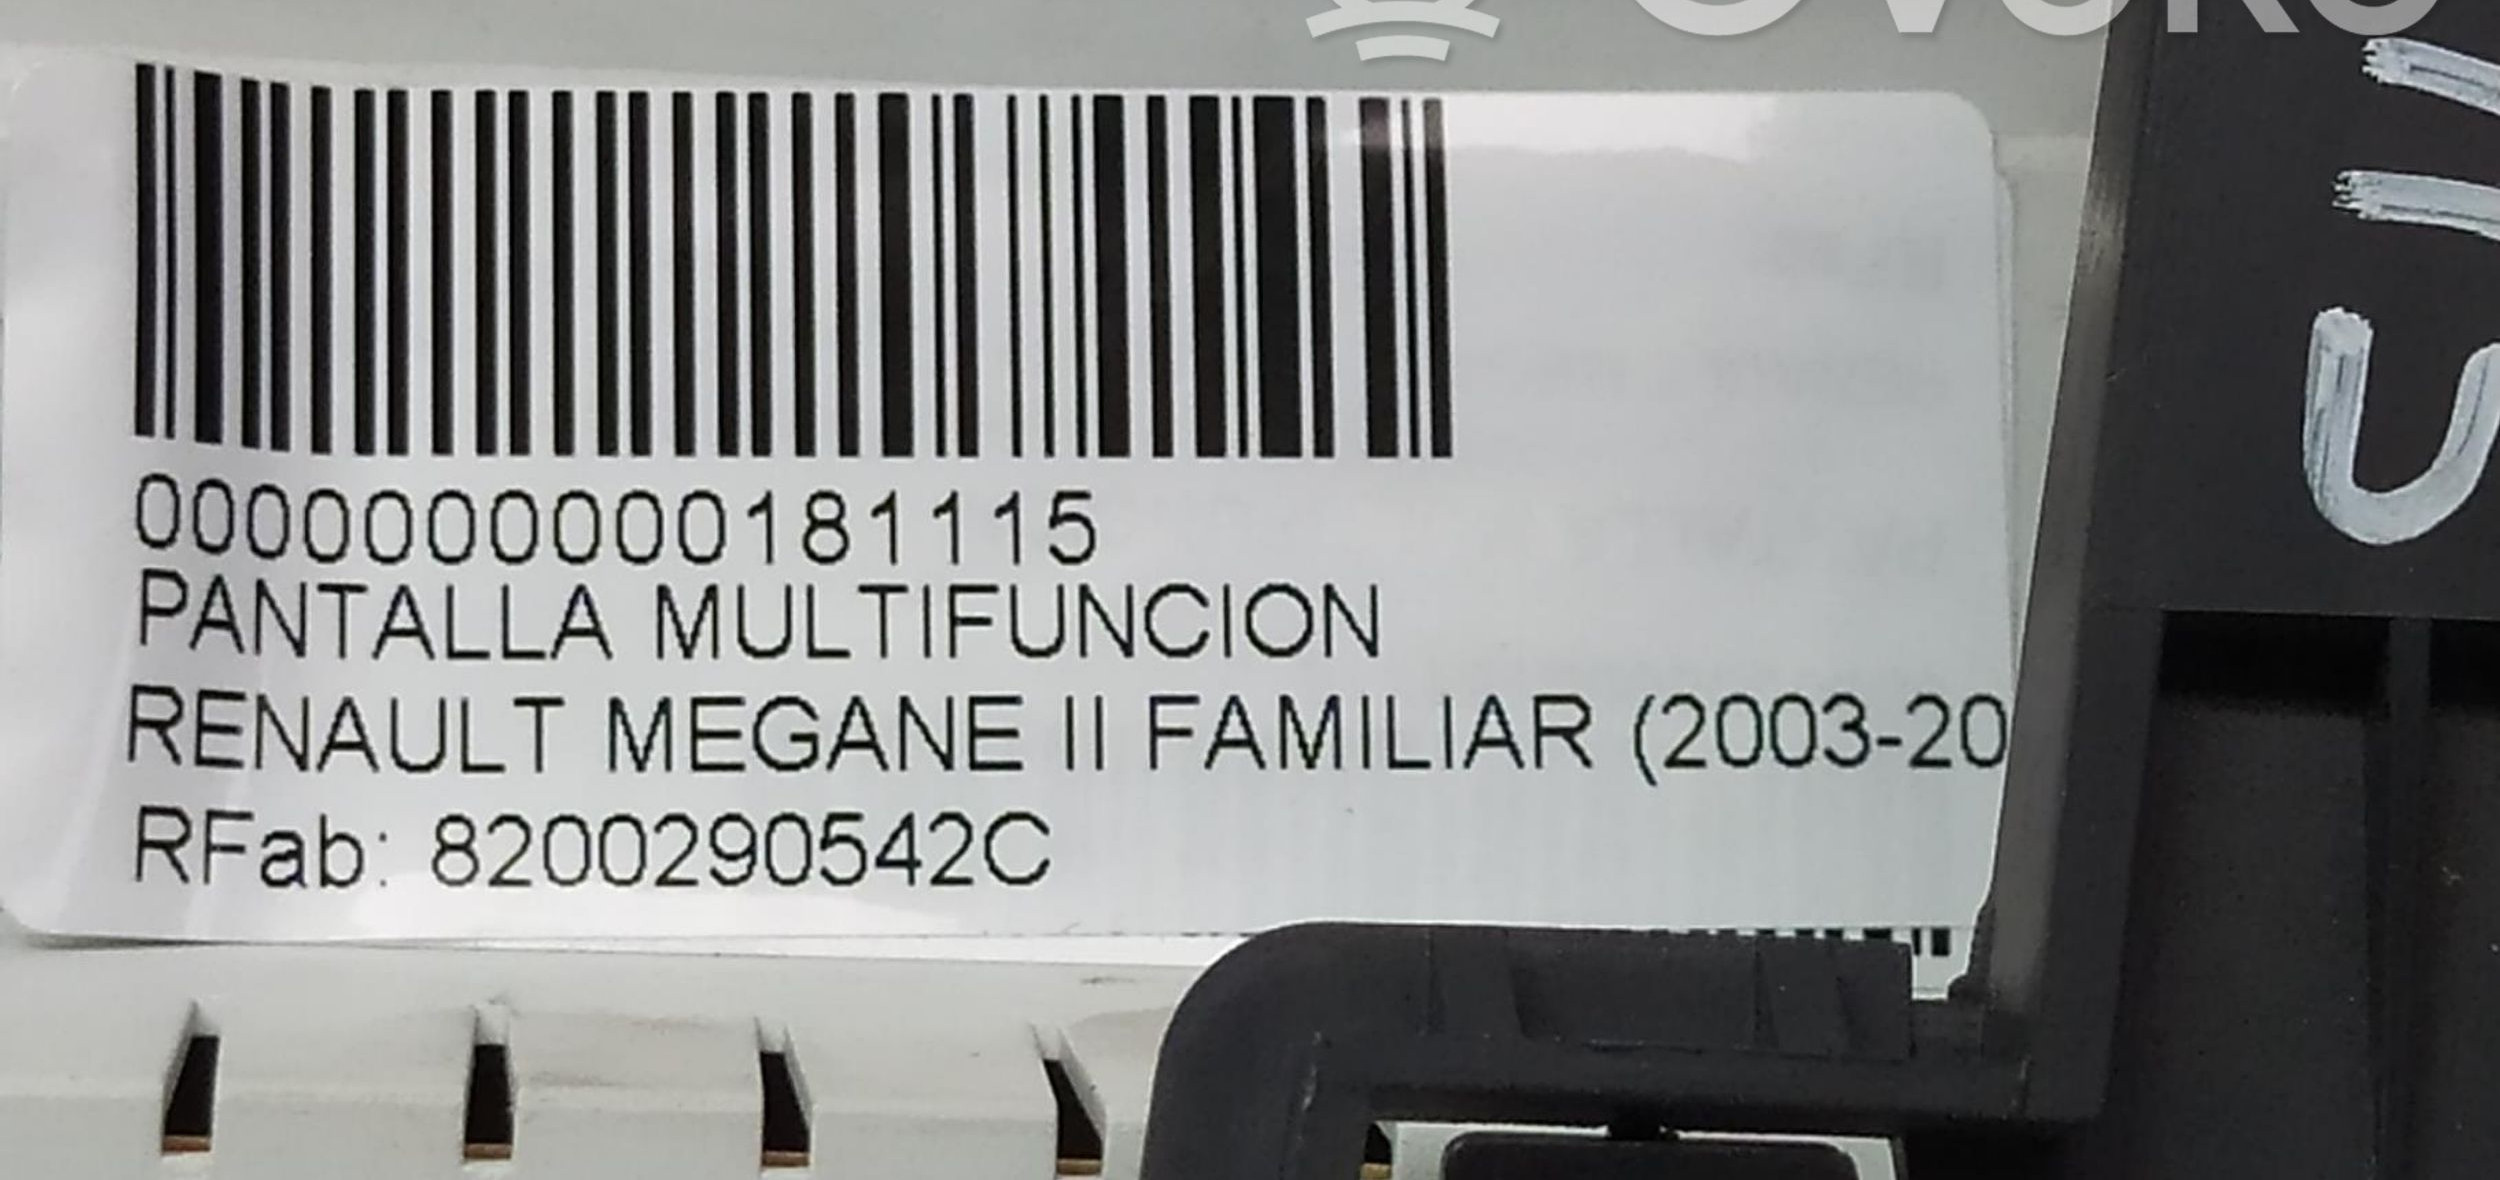 0000000000181115
PANTALLA MULTIFUNCION
RENAULT MEGANE II FAMILIAR (2003-20
RFab: 8200290542C